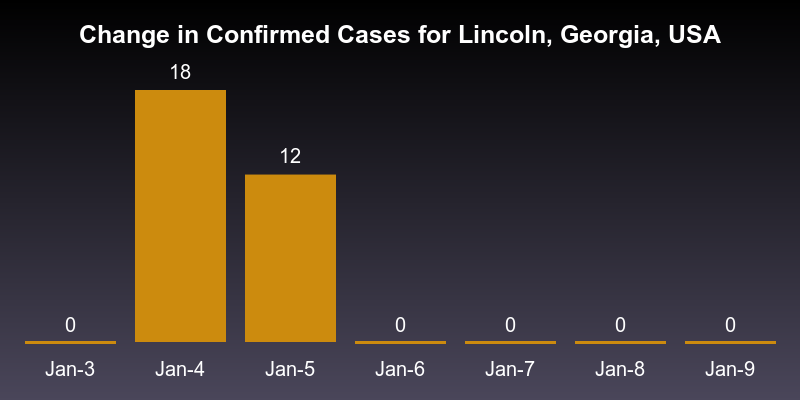 Change in Confirmed Cases for Lincoln, Georgia, USA
18
12
0 0 0 0 0
Jan-3 Jan-4 Jan-5 Jan-6 Jan-7 Jan-8 Jan-9